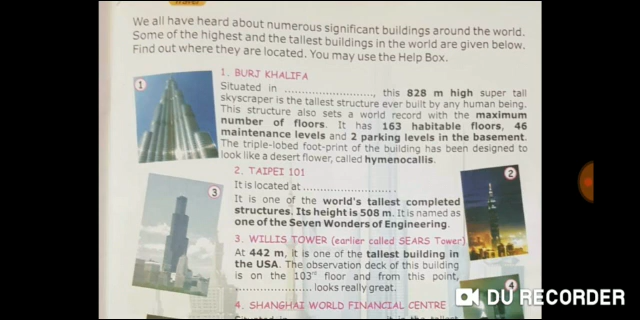 We all have heard about numerous significant buildings around the world.
Some of the highest and the tallest buildings in the world are given below.
Find out where they are located. You may use the Help Box.
1
1. BURJ KHALIFA
Situated in ........................, this 828 m high super tall
skyscraper is the tallest structure ever built by any human being.
This structure also sets a world record with the maximum
number of floors. It has 163 habitable floors, 46
maintenance levels and 2 parking levels in the basement.
The triple-lobed foot-print of the building has been designed to
look like a desert flower, called hymenocallis.
2. TAIPEI 101
2
3
It is located at ........................ .
It is one of the world's tallest completed
structures. Its height is 508 m. It is named as
one of the Seven Wonders of Engineering.
3. WILLIS TOWER (earlier called SEARS Tower)
At 442 m, it is one of the tallest building in
the USA. The observation deck of this building
is on the 103rd floor and from this point,
........................ looks really great.
4
4. SHANGHAI WORLD FINANCIAL CENTRE
DU RECORDER